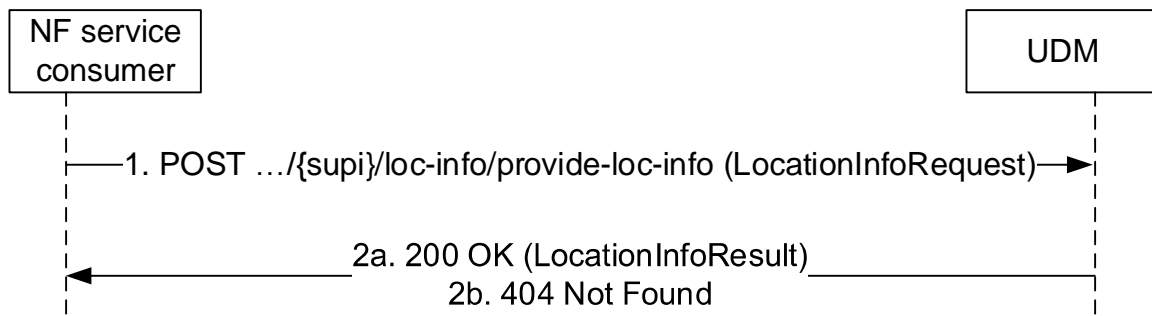 NF service
consumer
UDM
1. POST …/{supi}/loc-info/provide-loc-info (LocationInfoRequest)
2a. 200 OK (LocationInfoResult)
2b. 404 Not Found